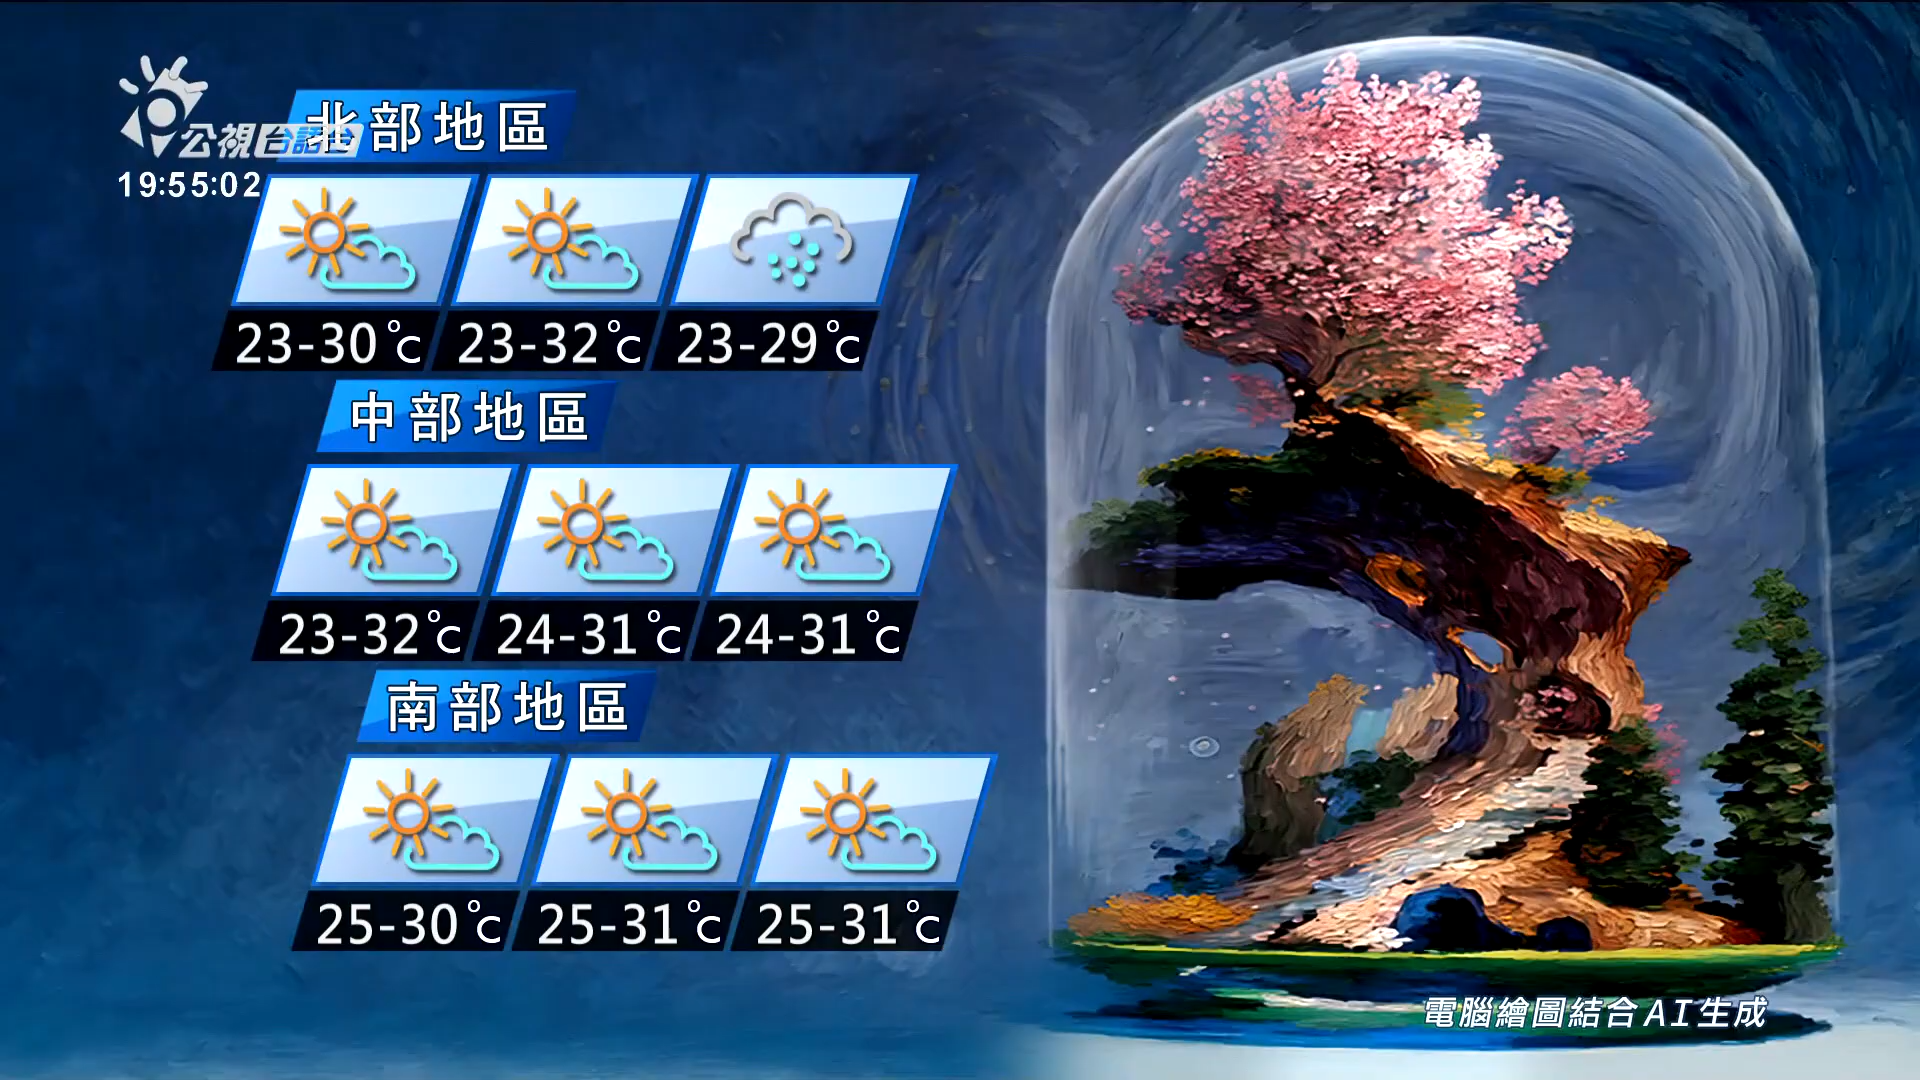 公視台語台
19:55:02
北部地區
23-30℃ 23-32℃ 23-29℃
中部地區
23-32℃ 24-31℃ 24-31℃
南部地區
25-30℃ 25-31℃ 25-31℃
電腦繪圖結合AI生成